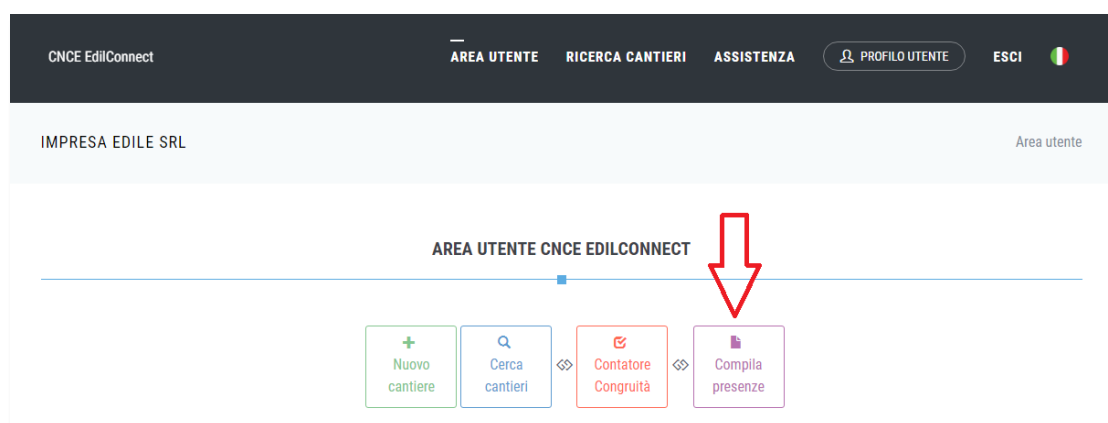 CNCE EdilConnect
AREA UTENTE
RICERCA CANTIERI
ASSISTENZA
PROFILO UTENTE
ESCI
IMPRESA EDILE SRL
Area utente
AREA UTENTE CNCE EDILCONNECT
Nuovo
cantiere
Cerca
cantieri
Contatore
Congruità
Compila
presenze